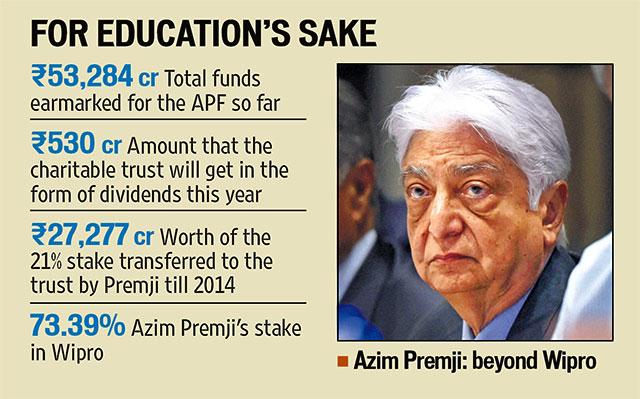 FOR EDUCATION'S SAKE
₹53,284 cr Total funds
earmarked for the APF so far
₹530 cr Amount that the
charitable trust will get in the
form of dividends this year
₹27,277 cr Worth of the
21% stake transferred to the
trust by Premji till 2014
73.39% Azim Premji's stake
in Wipro
Azim Premji: beyond Wipro